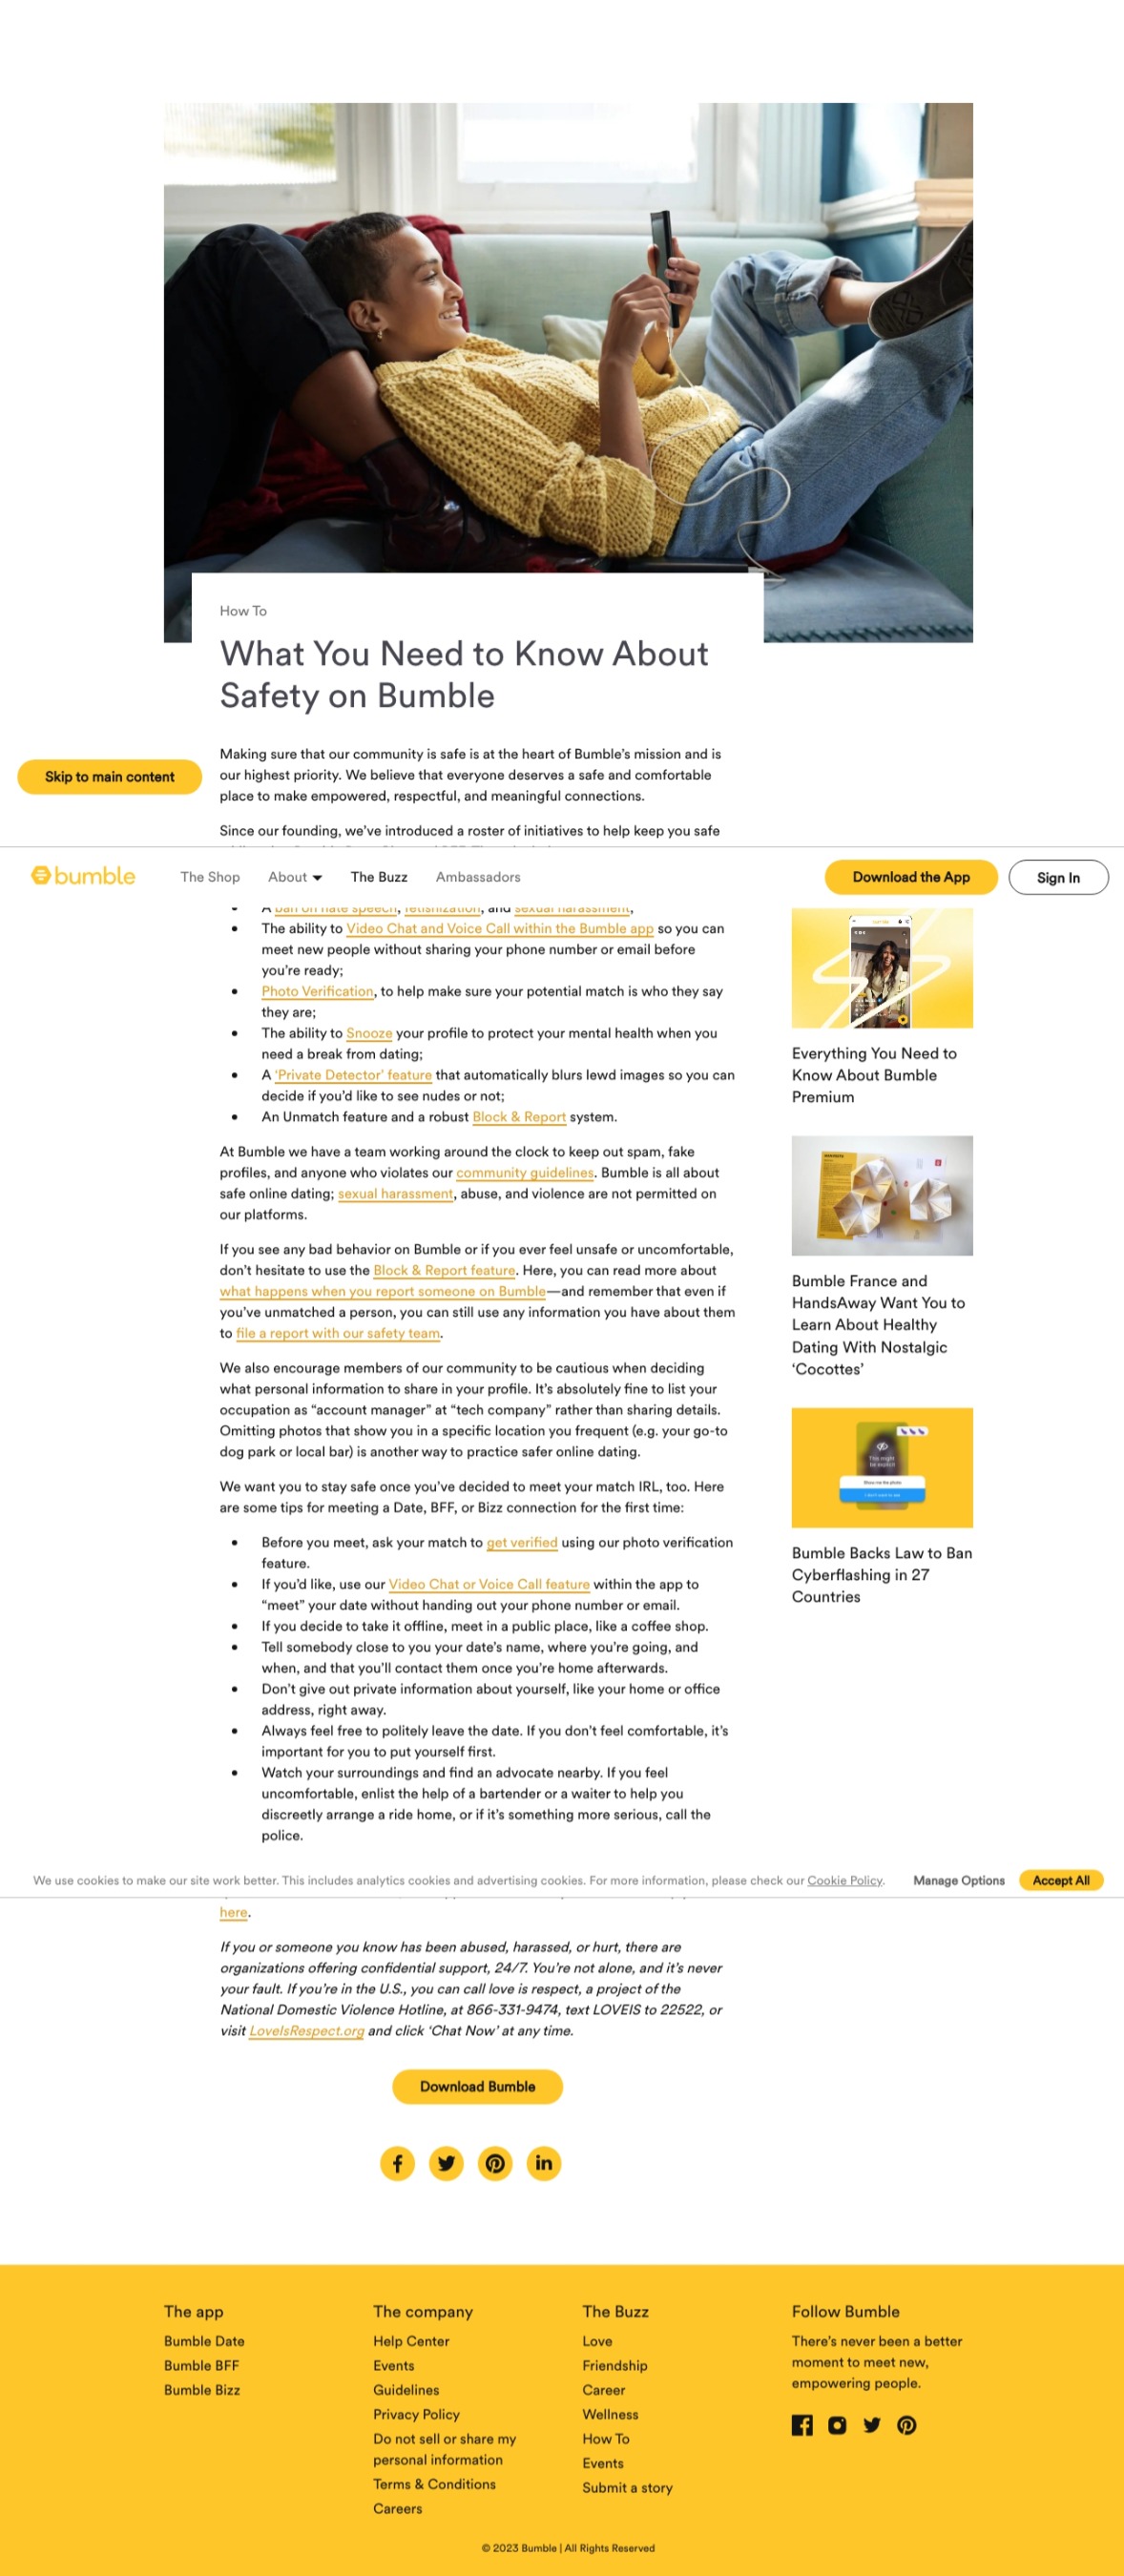 How To
What You Need to Know About
Safety on Bumble
Making sure that our community is safe is at the heart of Bumble's mission and is
our highest priority. We believe that everyone deserves a safe and comfortable
place to make empowered, respectful, and meaningful connections.
Skip to main content
Since our founding, we've introduced a roster of initiatives to help keep you safe
bumble
The Shop
About
The Buzz
Ambassadors
Download the App
Sign In
A ban on hate speech, fetishization, and sexual harassment;
The ability to Video Chat and Voice Call within the Bumble app so you can
meet new people without sharing your phone number or email before
you're ready;
Photo Verification, to help make sure your potential match is who they say
they are;
The ability to Snooze your profile to protect your mental health when you
need a break from dating;
A 'Private Detector' feature that automatically blurs lewd images so you can
decide if you'd like to see nudes or not;
An Unmatch feature and a robust Block & Report system.
At Bumble we have a team working around the clock to keep out spam, fake
profiles, and anyone who violates our community guidelines. Bumble is all about
safe online dating; sexual harassment, abuse, and violence are not permitted on
our platforms.
If you see any bad behavior on Bumble or if you ever feel unsafe or uncomfortable,
don't hesitate to use the Block & Report feature. Here, you can read more about
what happens when you report someone on Bumble—and remember that even if
you've unmatched a person, you can still use any information you have about them
to file a report with our safety team.
We also encourage members of our community to be cautious when deciding
what personal information to share in your profile. It's absolutely fine to list your
occupation as “account manager” at “tech company” rather than sharing details.
Omitting photos that show you in a specific location you frequent (e.g. your go-to
dog park or local bar) is another way to practice safer online dating.
We want you to stay safe once you've decided to meet your match IRL, too. Here
are some tips for meeting a Date, BFF, or Bizz connection for the first time:
Before you meet, ask your match to get verified using our photo verification
feature.
If you'd like, use our Video Chat or Voice Call feature within the app to
“meet” your date without handing out your phone number or email.
If you decide to take it offline, meet in a public place, like a coffee shop.
Tell somebody close to you your date's name, where you're going, and
when, and that you'll contact them once you're home afterwards.
Don't give out private information about yourself, like your home or office
address, right away.
Always feel free to politely leave the date. If you don't feel comfortable, it's
important for you to put yourself first.
Watch your surroundings and find an advocate nearby. If you feel
uncomfortable, enlist the help of a bartender or a waiter to help you
discreetly arrange a ride home, or if it's something more serious, call the
police.
Everything You Need to
Know About Bumble
Premium
Bumble France and
HandsAway Want You to
Learn About Healthy
Dating With Nostalgic
‘Cocottes’
This might
be explicit
Bumble Backs Law to Ban
Cyberflashing in 27
Countries
We use cookies to make our site work better. This includes analytics cookies and advertising cookies. For more information, please check our Cookie Policy.
Manage Options
Accept All
here.
If you or someone you know has been abused, harassed, or hurt, there are
organizations offering confidential support, 24/7. You're not alone, and it's never
your fault. If you're in the U.S., you can call love is respect, a project of the
National Domestic Violence Hotline, at 866-331-9474, text LOVEIS to 22522, or
visit LoveIsRespect.org and click ‘Chat Now’ at any time.
Download Bumble
The app
Bumble Date
Bumble BFF
Bumble Bizz
The company
Help Center
Events
Guidelines
Privacy Policy
Do not sell or share my
personal information
Terms & Conditions
Careers
The Buzz
Love
Friendship
Career
Wellness
How To
Events
Submit a story
Follow Bumble
There's never been a better
moment to meet new,
empowering people.
© 2023 Bumble | All Rights Reserved